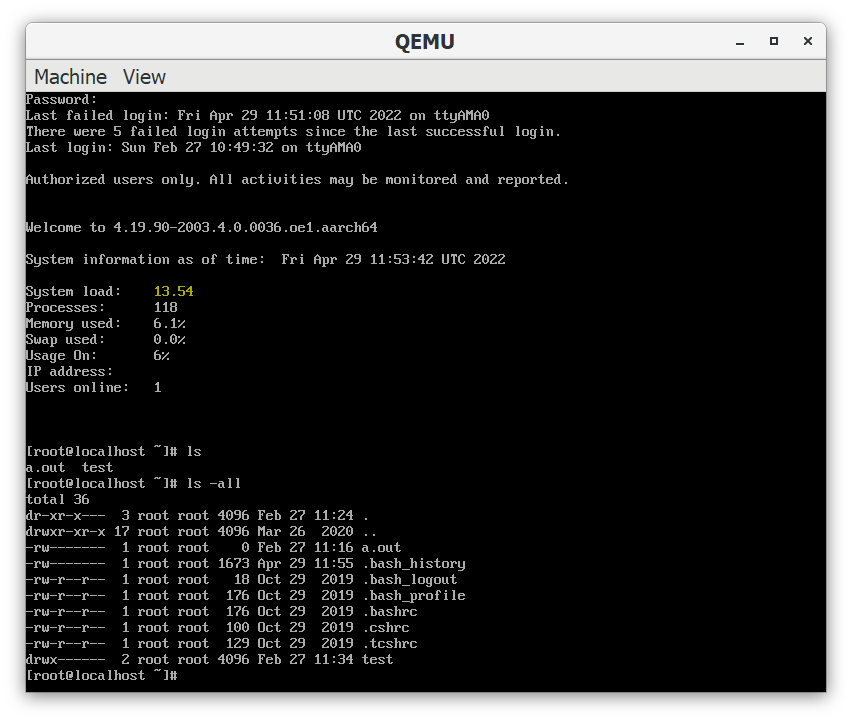 QEMU
Machine View
Password:
Last failed login: Fri Apr 29 11:51:08 UTC 2022 on ttyAMA0
There were 5 failed login attempts since the last successful login.
Last login: Sun Feb 27 10:49:32 on ttyAMA0
Authorized users only. All activities may be monitored and reported.
Welcome to 4.19.90-2003.4.0.0036.oe1.aarch64
System information as of time:  Fri Apr 29 11:53:42 UTC 2022
System load:    13.54
Processes:      118
Memory used:    6.1%
Swap used:      0.0%
Usage On:       6%
IP address:
Users online:   1
[root@localhost ~]# ls
a.out  test
[root@localhost ~]# ls -all
total 36
dr-xr-x---  3 root root 4096 Feb 27 11:24 .
drwxr-xr-x 17 root root 4096 Mar 26  2020 ..
-rw-------  1 root root    0 Feb 27 11:16 a.out
-rw-------  1 root root 1673 Apr 29 11:55 .bash_history
-rw-r--r--  1 root root   18 Oct 29  2019 .bash_logout
-rw-r--r--  1 root root  176 Oct 29  2019 .bash_profile
-rw-r--r--  1 root root  176 Oct 29  2019 .bashrc
-rw-r--r--  1 root root  100 Oct 29  2019 .cshrc
-rw-r--r--  1 root root  129 Oct 29  2019 .tcshrc
drwx------  2 root root 4096 Feb 27 11:34 test
[root@localhost ~]#